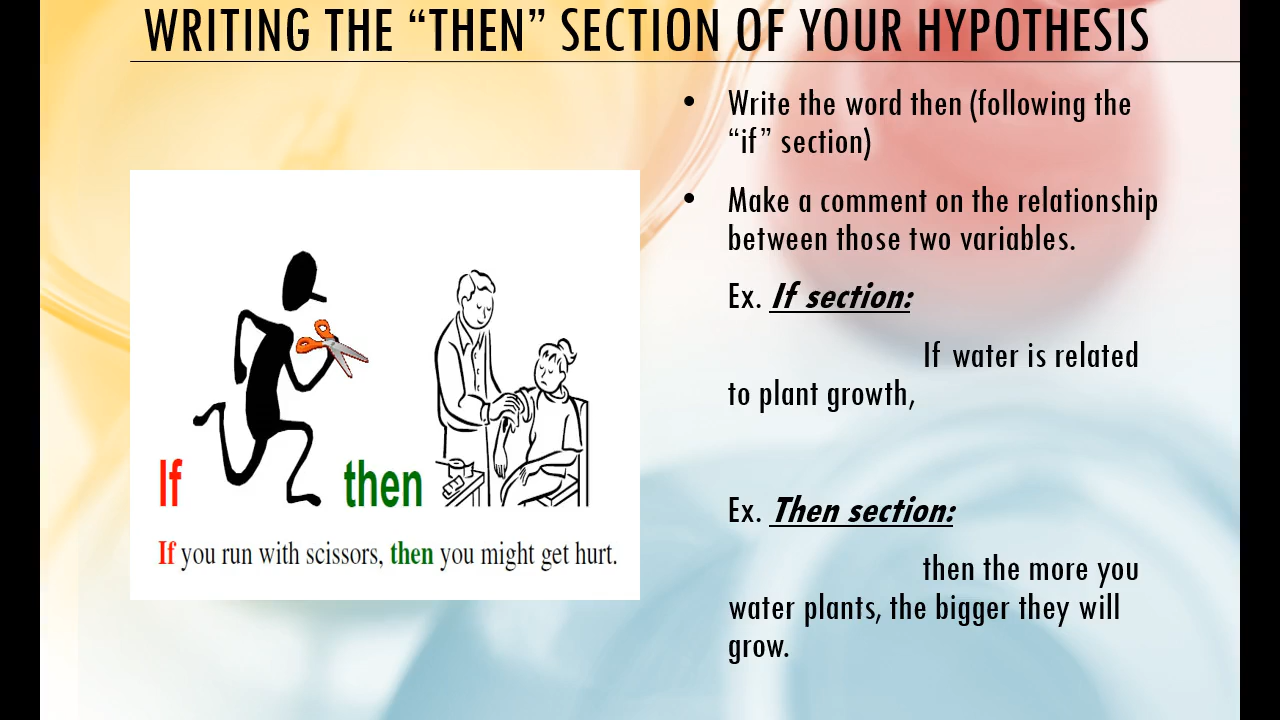 WRITING THE “THEN” SECTION OF YOUR HYPOTHESIS
If
then
If you run with scissors, then you might get hurt.
• Write the word then (following the
“if” section)
• Make a comment on the relationship
between those two variables.
Ex. If section:
If water is related
to plant growth,
Ex. Then section:
then the more you
water plants, the bigger they will
grow.